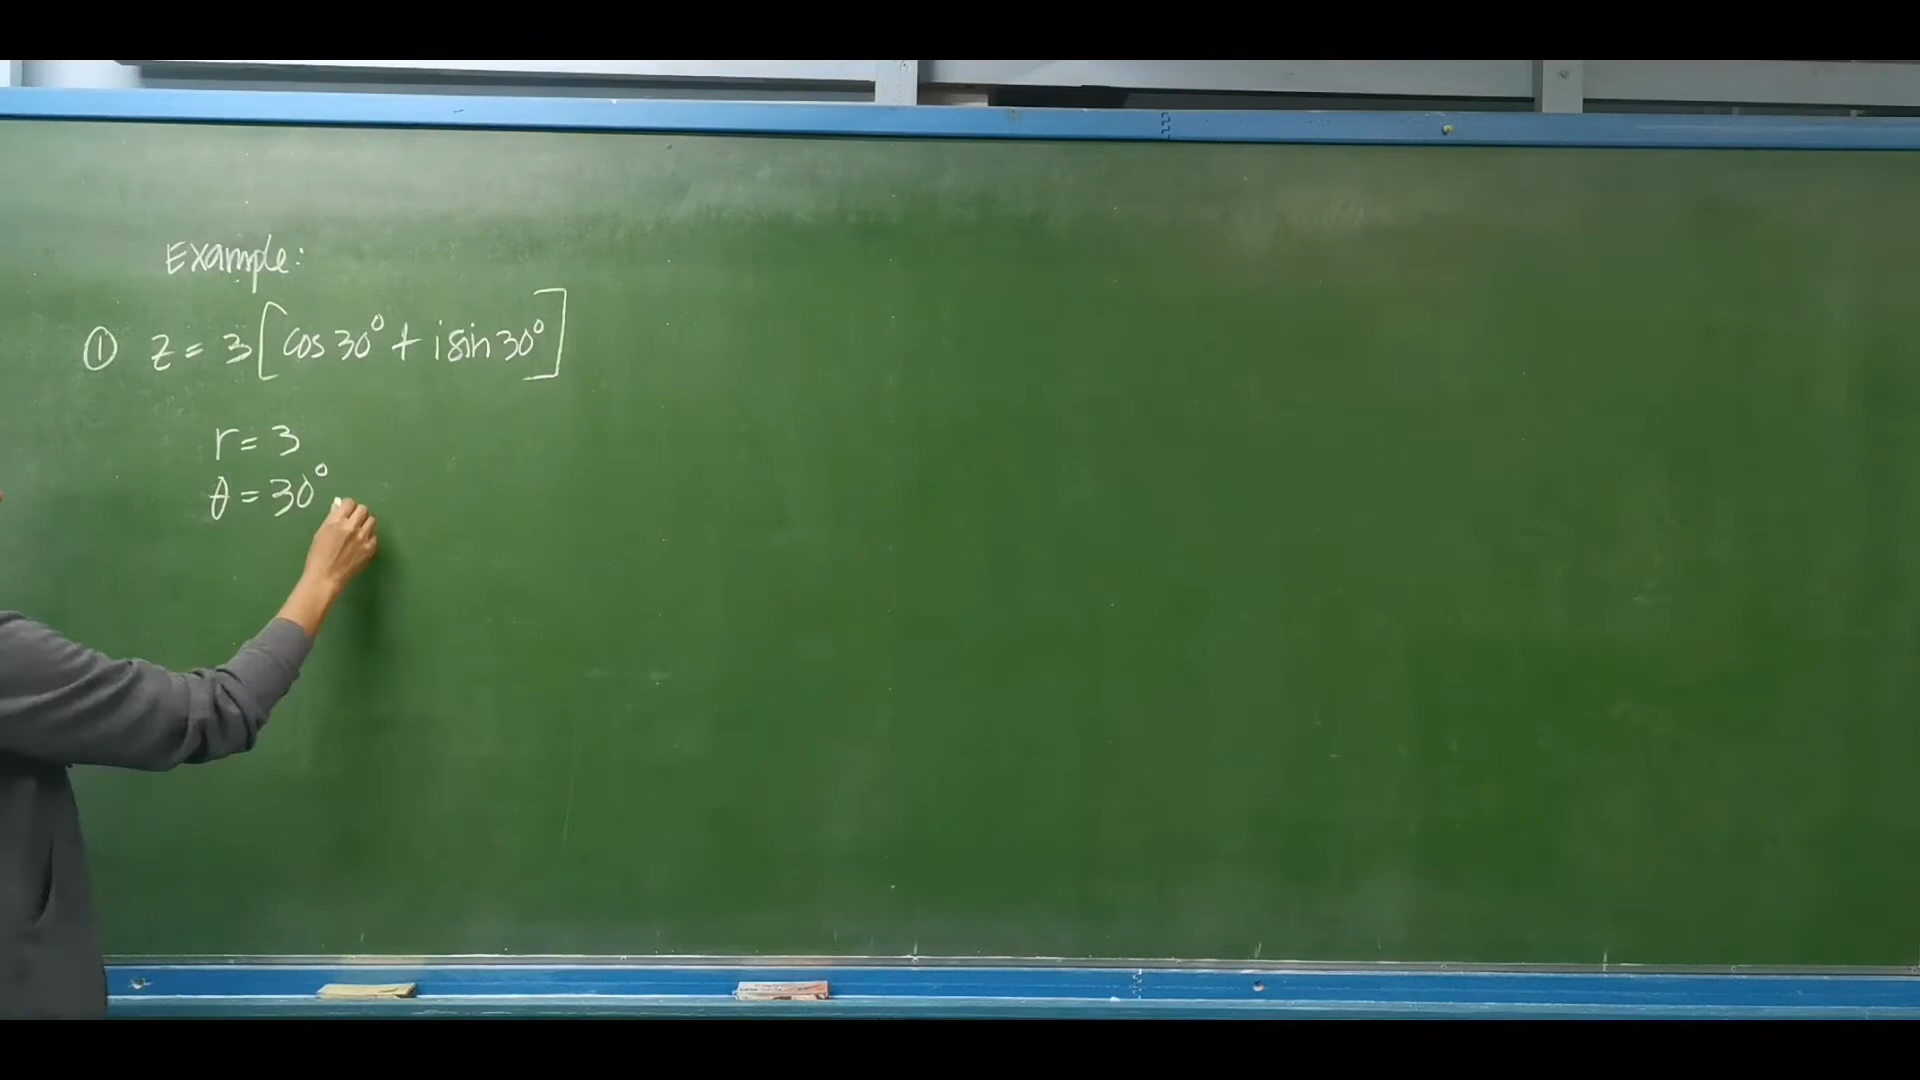 Example:
① z = 3[cos 30° + i sin 30°]
r = 3
θ = 30°